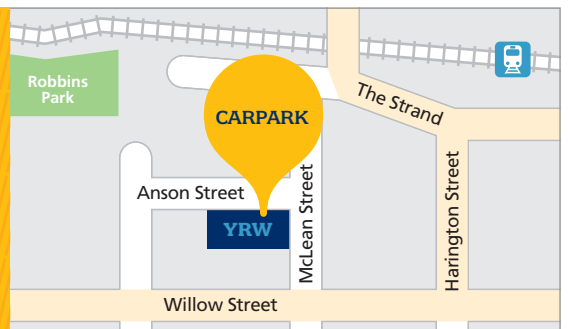 Robbins
Park
CARPARK
The Strand
Anson Street
YRW
McLean Street
Harington Street
Willow Street